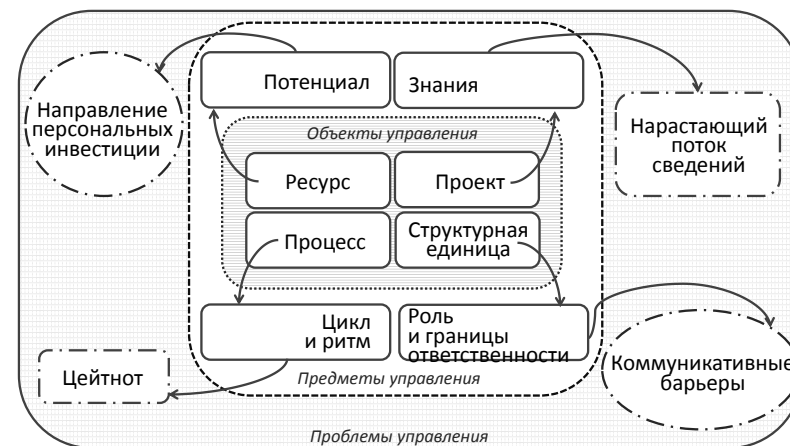 Потенциал
Знания
Направление
персональных
инвестиции
Нарастающий
поток
сведений
Объекты управления
Ресурс
Проект
Процесс
Структурная
единица
Цикл
и ритм
Роль
и границы
ответственности
Цейтнот
Коммуникативные
барьеры
Предметы управления
Проблемы управления